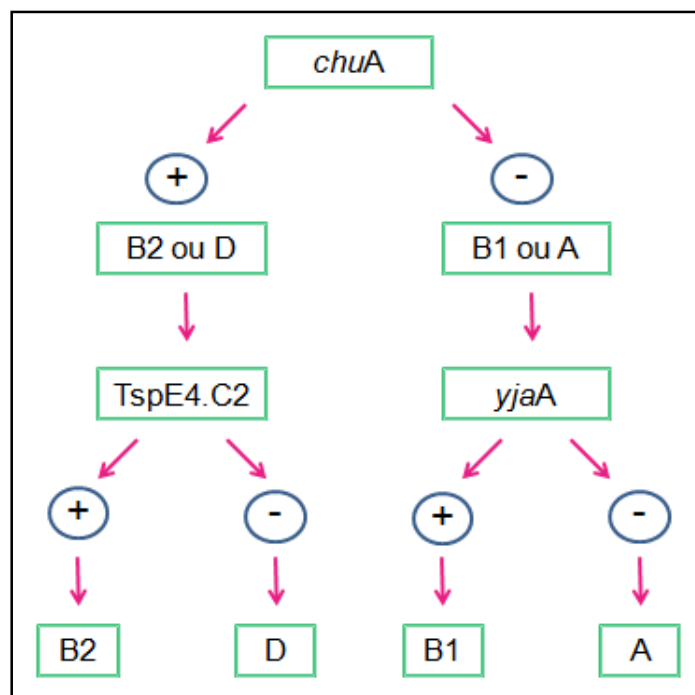 chuA
+ -
B2 ou D B1 ou A
TspE4.C2 yjaA
+ - + -
B2 D B1 A